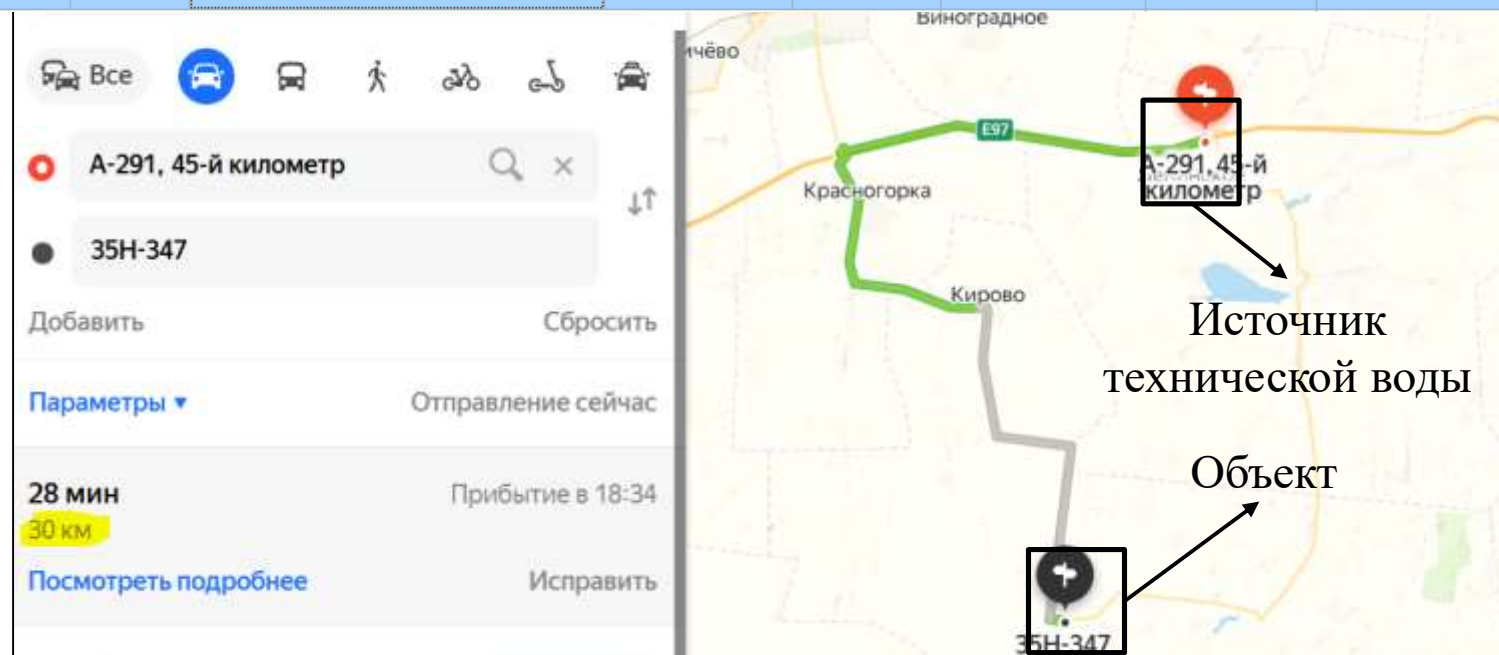 Все
А-291, 45-й километр
35Н-347
Добавить
Сбросить
Параметры
Отправление сейчас
28 мин
Прибытие в 18:34
30 км
Посмотреть подробнее
Исправить
Виноградное
ичёво
E97
А-291, 45-й
километр
Красногорка
Кирово
Источник
технической воды
Объект
35Н-347